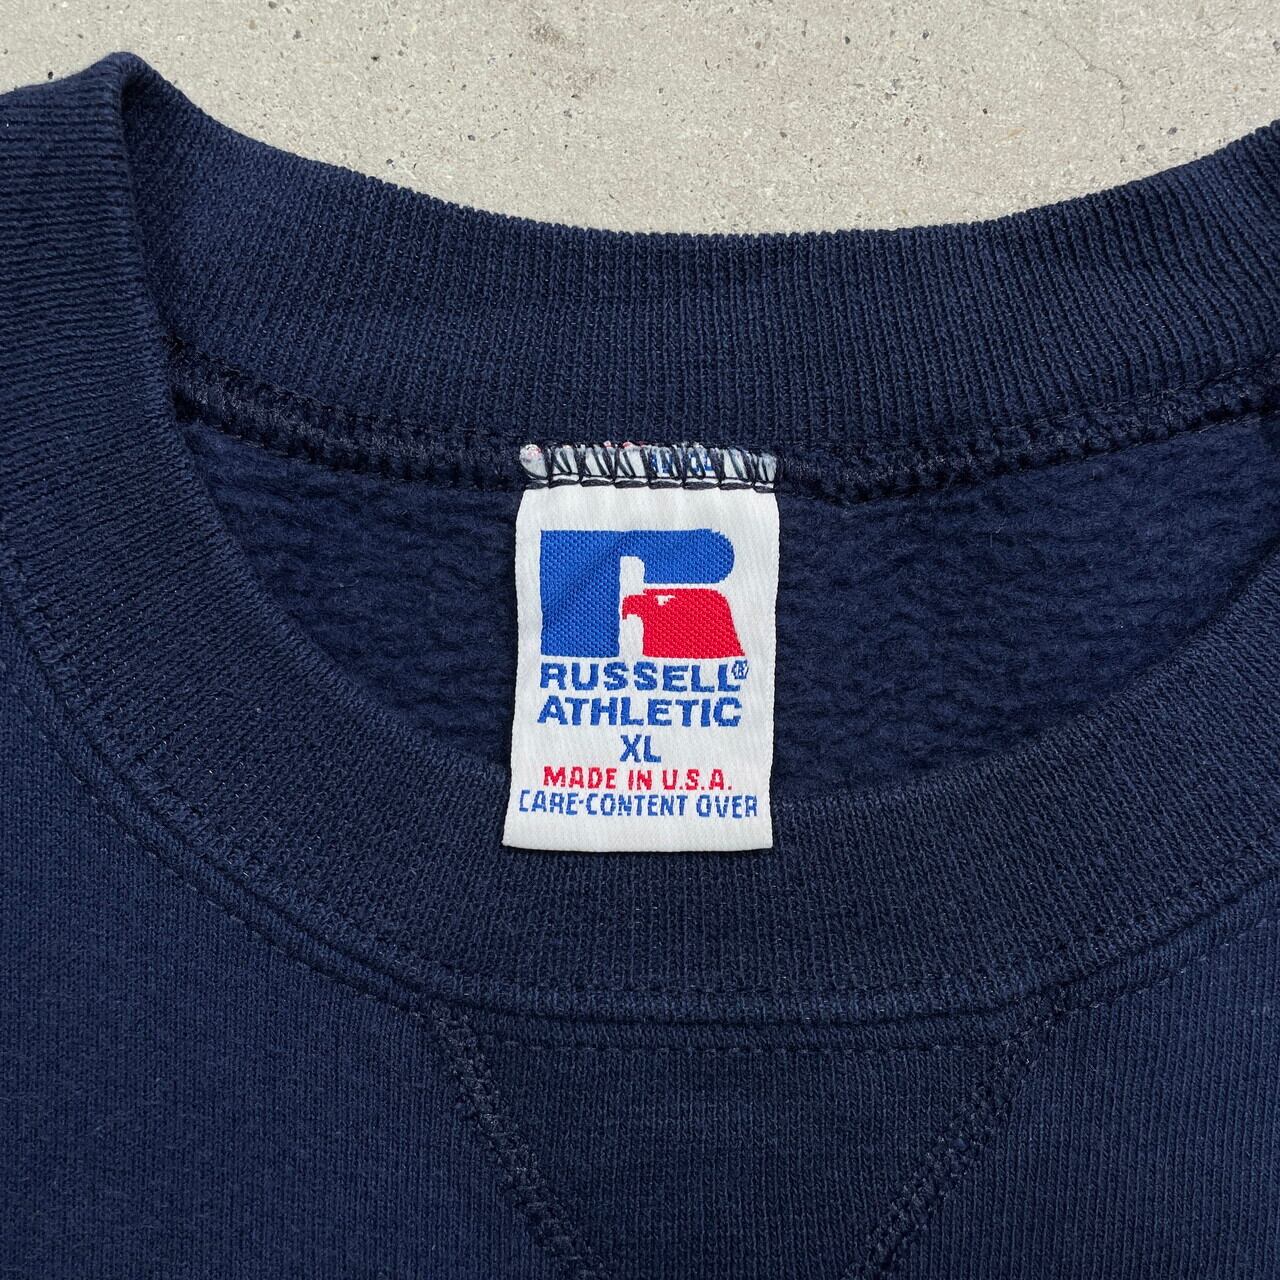 RUSSELL®
ATHLETIC
XL
MADE IN U.S.A.
CARE-CONTENT OVER